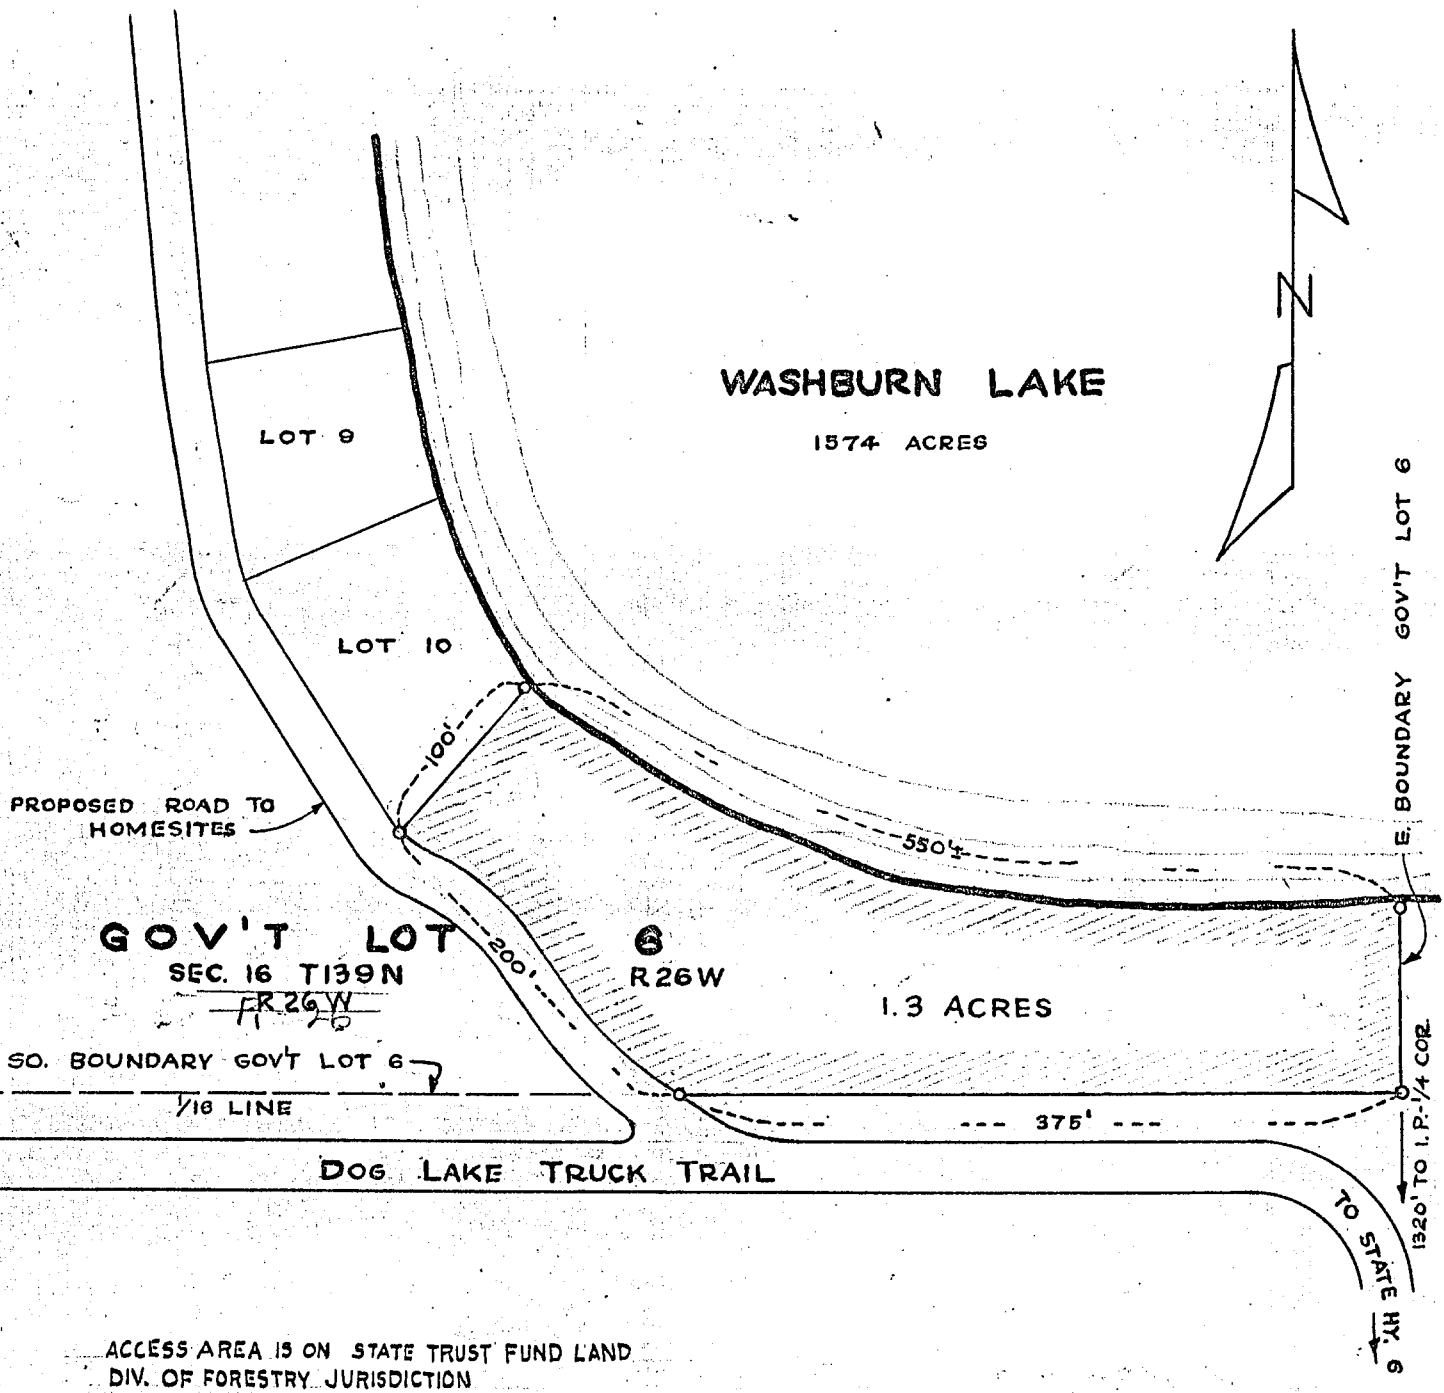 WASHBURN LAKE
1574 ACRES
N
E. BOUNDARY GOV'T LOT 6
LOT 9
LOT 10
100'
PROPOSED ROAD TO
HOMESITES
550'±
GOV'T LOT 6
SEC. 16 T139N
R26W
R 26 W
200'
1.3 ACRES
SO. BOUNDARY GOV'T LOT 6
1/16 LINE
375'
1320' TO I.P.-1/4 COR.
DOG LAKE TRUCK TRAIL
TO STATE HY. 6
ACCESS AREA IS ON STATE TRUST FUND LAND
DIV. OF FORESTRY JURISDICTION